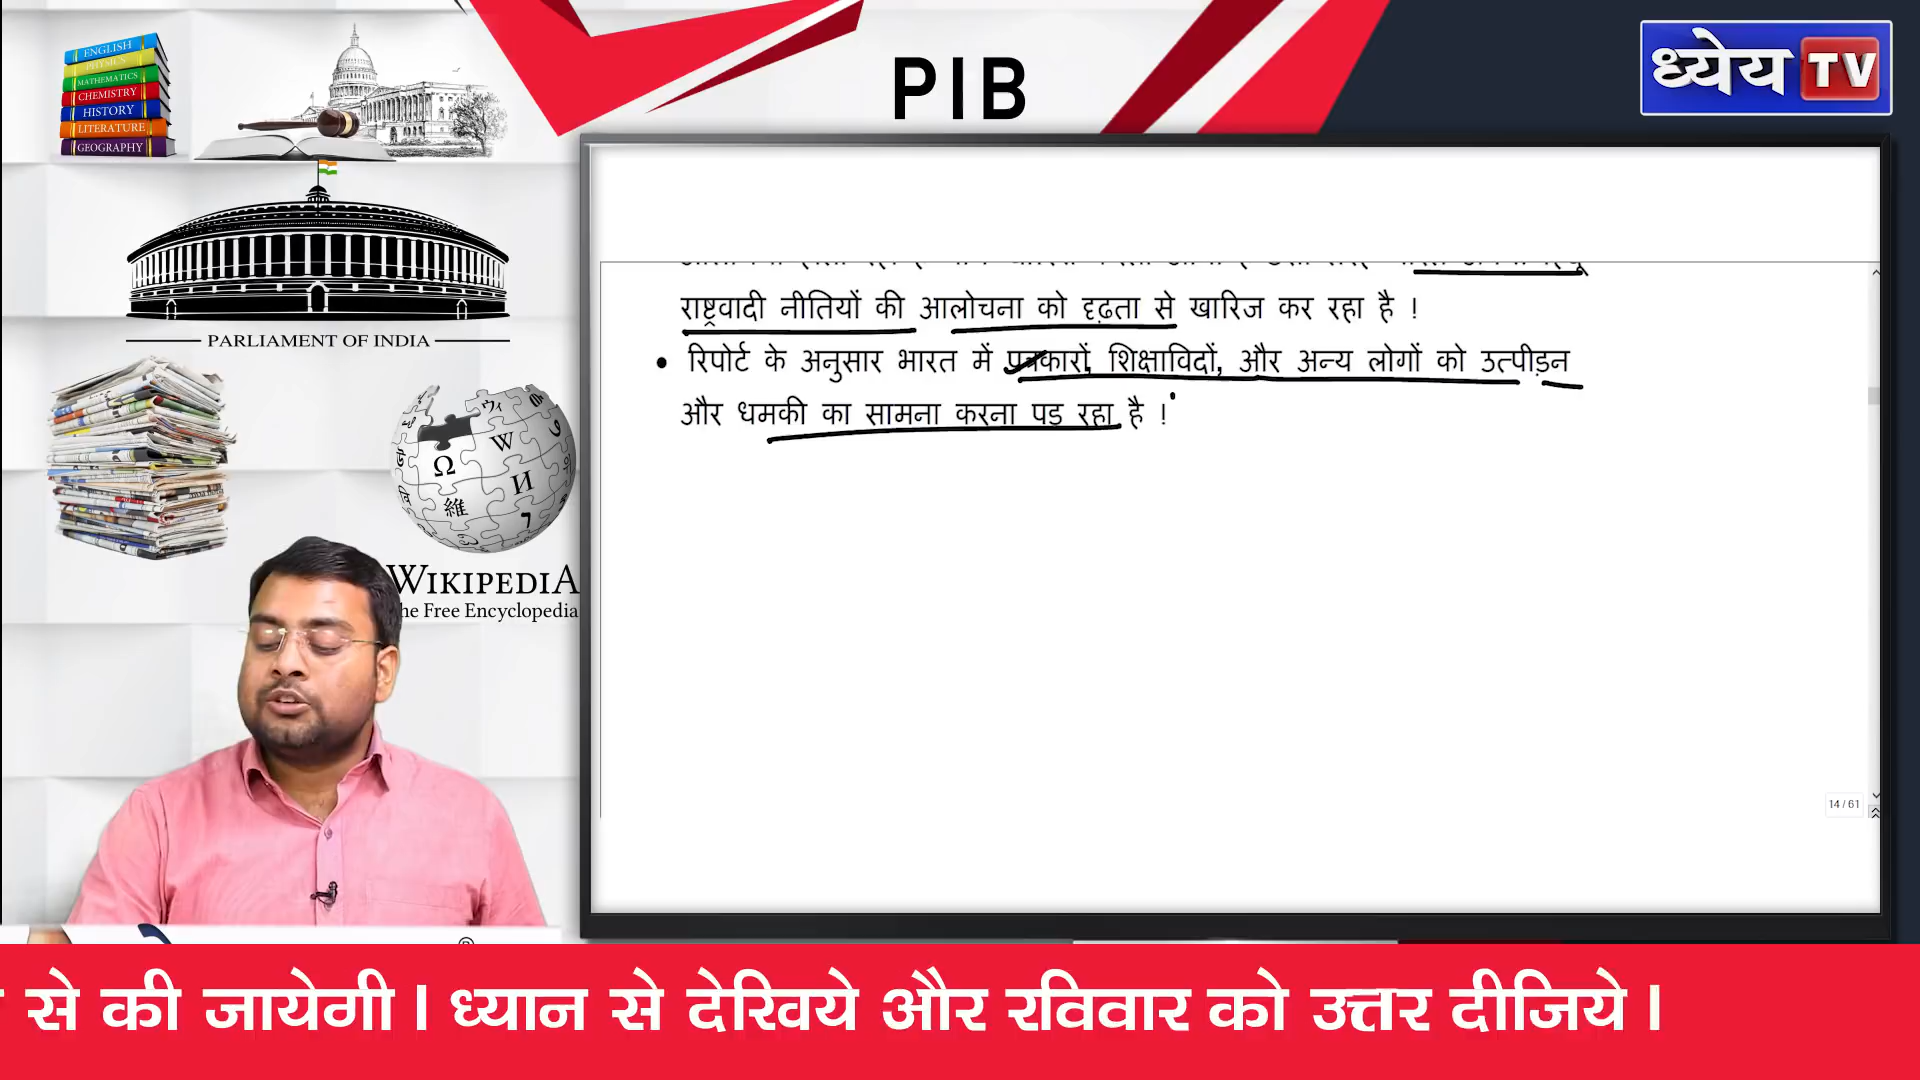 ENGLISH
PHYSICS
MATHEMATICS
CHEMISTRY
HISTORY
LITERATURE
GEOGRAPHY
PIB
ध्येय TV
PARLIAMENT OF INDIA
राष्ट्रवादी नीतियों की आलोचना को दृढ़ता से खारिज कर रहा है !
• रिपोर्ट के अनुसार भारत में पत्रकारों, शिक्षाविदों, और अन्य लोगों को उत्पीड़न
और धमकी का सामना करना पड़ रहा है !
Ω
W
И
維
WIKIPEDIA
he Free Encyclopedia
14 / 61
से की जायेगी। ध्यान से देखिये और रविवार को उत्तर दीजिये।